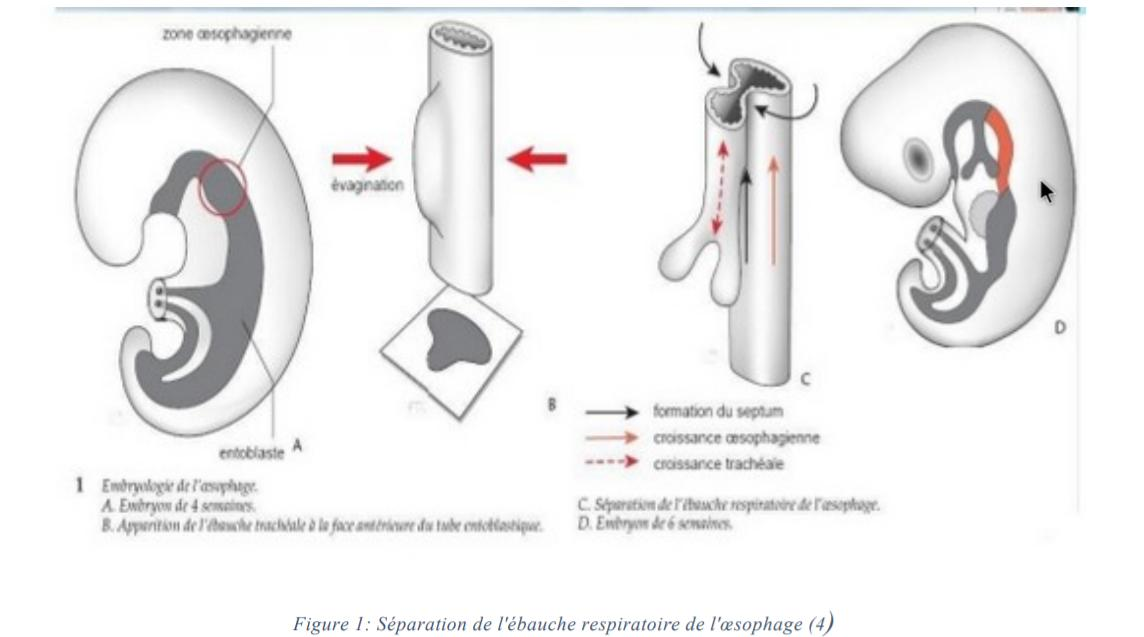 zone œsophagienne
évagination
entoblaste
A
B
C
D
formation du septum
croissance œsophagienne
croissance trachéale
1 Embryologie de l'œsophage.
A. Embryon de 4 semaines.
B. Apparition de l'ébauche trachéale à la face antérieure du tube entoblastique.
C. Séparation de l'ébauche respiratoire de l'œsophage.
D. Embryon de 6 semaines.
Figure 1: Séparation de l'ébauche respiratoire de l'œsophage (4)